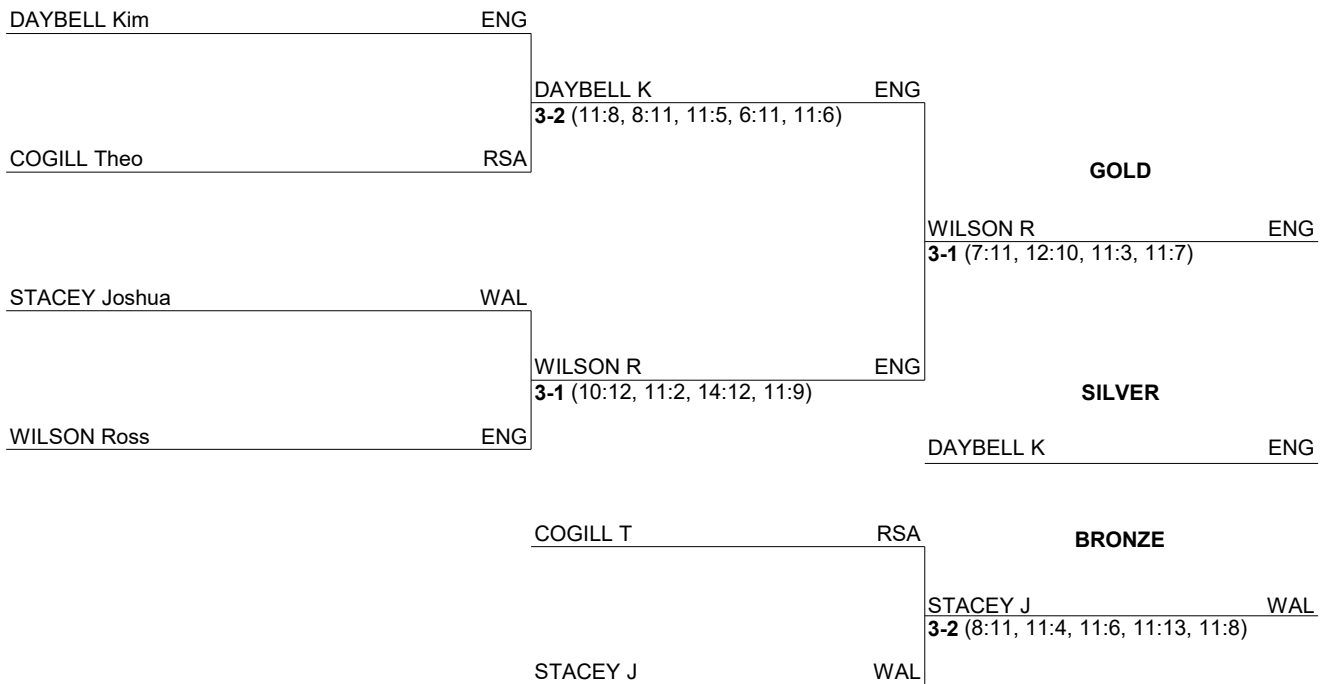 DAYBELL Kim ENG
DAYBELL K ENG
3-2 (11:8, 8:11, 11:5, 6:11, 11:6)
COGILL Theo RSA
GOLD
WILSON R ENG
3-1 (7:11, 12:10, 11:3, 11:7)
STACEY Joshua WAL
WILSON R ENG
3-1 (10:12, 11:2, 14:12, 11:9)
SILVER
WILSON Ross ENG
DAYBELL K ENG
COGILL T RSA
BRONZE
STACEY J WAL
3-2 (8:11, 11:4, 11:6, 11:13, 11:8)
STACEY J WAL